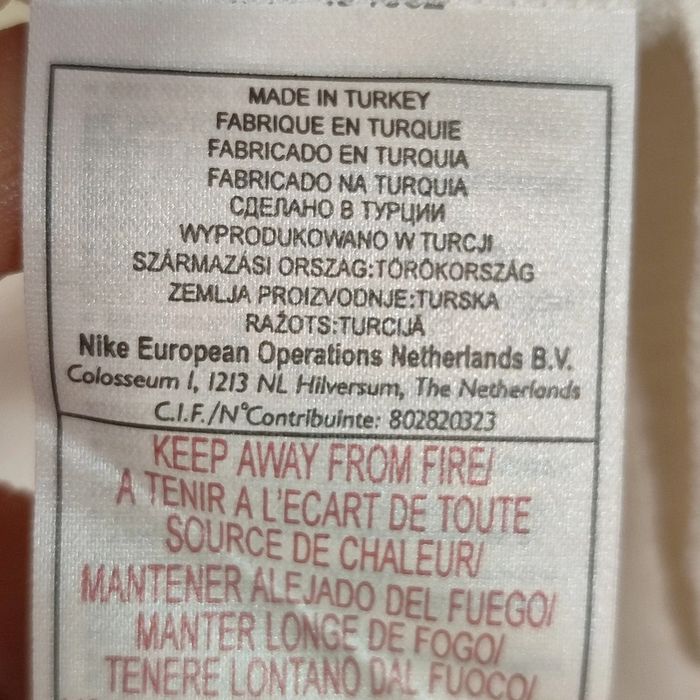 MADE IN TURKEY
FABRIQUE EN TURQUIE
FABRICADO EN TURQUIA
FABRICADO NA TURQUIA
СДЕЛАНО В ТУРЦИИ
WYPRODUKOWANO W TURCJI
SZÁRMAZÁSI ORSZAG:TÖRÖKORSZÁG
ZEMLJA PROIZVODNJE:TURSKA
RAŽOTS:TURCIJĀ
Nike European Operations Netherlands B.V.
Colosseum 1, 1213 NL Hilversum, The Netherlands
C.I.F./N°Contribuinte: 802820323
KEEP AWAY FROM FIRE/
A TENIR A L'ECART DE TOUTE
SOURCE DE CHALEUR/
MANTENER ALEJADO DEL FUEGO/
MANTER LONGE DE FOGO/
TENERE LONTANO DAL FUOCO/